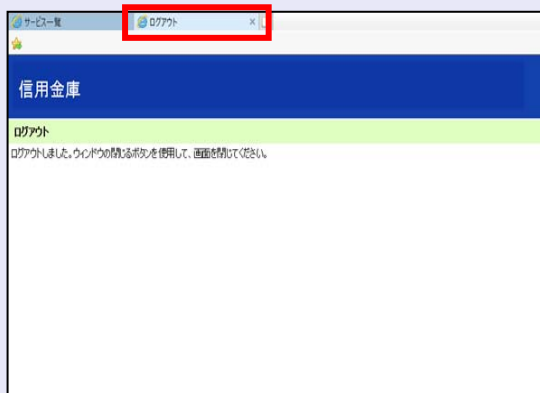 サービス一覧
ログアウト
信用金庫
ログアウト
ログアウトしました。ウィンドウの閉じるボタンを使用して、画面を閉じてください。